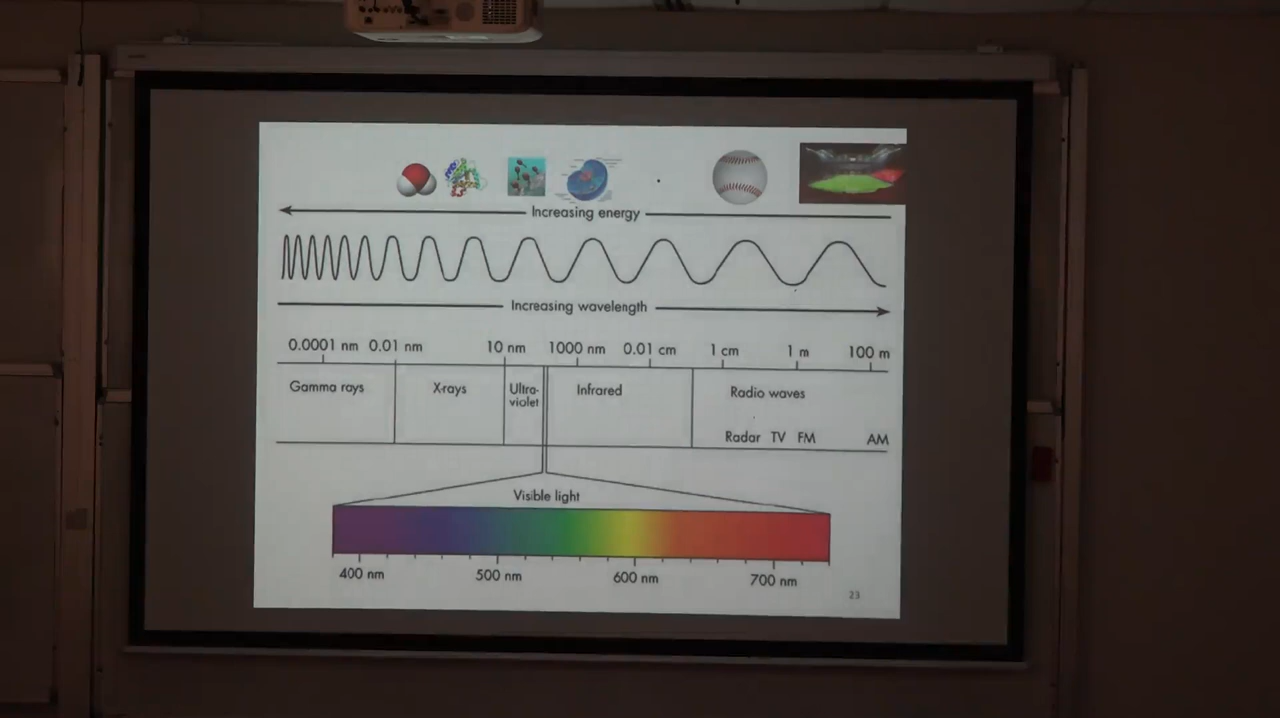 Increasing energy
Increasing wavelength
0.0001 nm 0.01 nm 10 nm 1000 nm 0.01 cm 1 cm 1 m 100 m
Gamma rays X-rays Ultra-violet Infrared Radio waves
Radar TV FM AM
Visible light
400 nm 500 nm 600 nm 700 nm
23